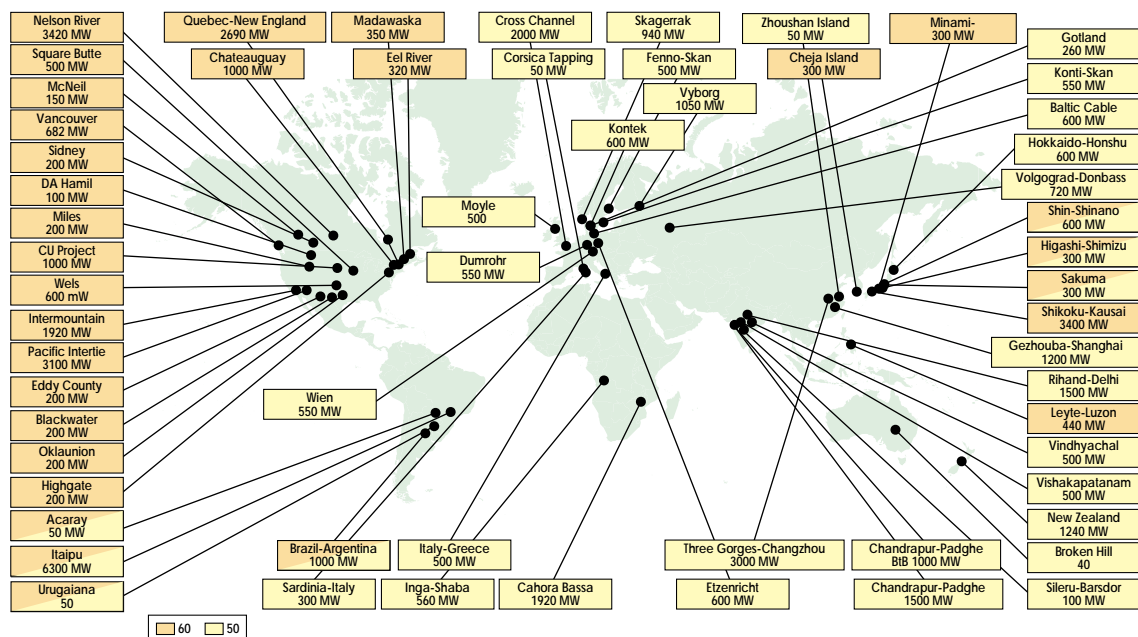 Nelson River
3420 MW
Square Butte
500 MW
McNeil
150 MW
Vancouver
682 MW
Sidney
200 MW
DA Hamil
100 MW
Miles
200 MW
CU Project
1000 MW
Wels
600 mW
Intermountain
1920 MW
Pacific Intertie
3100 MW
Eddy County
200 MW
Blackwater
200 MW
Oklaunion
200 MW
Highgate
200 MW
Acaray
50 MW
Itaipu
6300 MW
Urugaiana
50
Quebec-New England
2690 MW
Chateauguay
1000 MW
Madawaska
350 MW
Eel River
320 MW
Cross Channel
2000 MW
Corsica Tapping
50 MW
Skagerrak
940 MW
Fenno-Skan
500 MW
Vyborg
1050 MW
Kontek
600 MW
Zhoushan Island
50 MW
Cheja Island
300 MW
Minami-
300 MW
Moyle
500
Dumrohr
550 MW
Wien
550 MW
Gotland
260 MW
Konti-Skan
550 MW
Baltic Cable
600 MW
Hokkaido-Honshu
600 MW
Volgograd-Donbass
720 MW
Shin-Shinano
600 MW
Higashi-Shimizu
300 MW
Sakuma
300 MW
Shikoku-Kausai
3400 MW
Gezhouba-Shanghai
1200 MW
Rihand-Delhi
1500 MW
Leyte-Luzon
440 MW
Vindhyachal
500 MW
Vishakapatanam
500 MW
New Zealand
1240 MW
Broken Hill
40
Sileru-Barsdor
100 MW
Brazil-Argentina
1000 MW
Sardinia-Italy
300 MW
Italy-Greece
500 MW
Inga-Shaba
560 MW
Cahora Bassa
1920 MW
Three Gorges-Changzhou
3000 MW
Etzenricht
600 MW
Chandrapur-Padghe
BtB 1000 MW
Chandrapur-Padghe
1500 MW
60
50